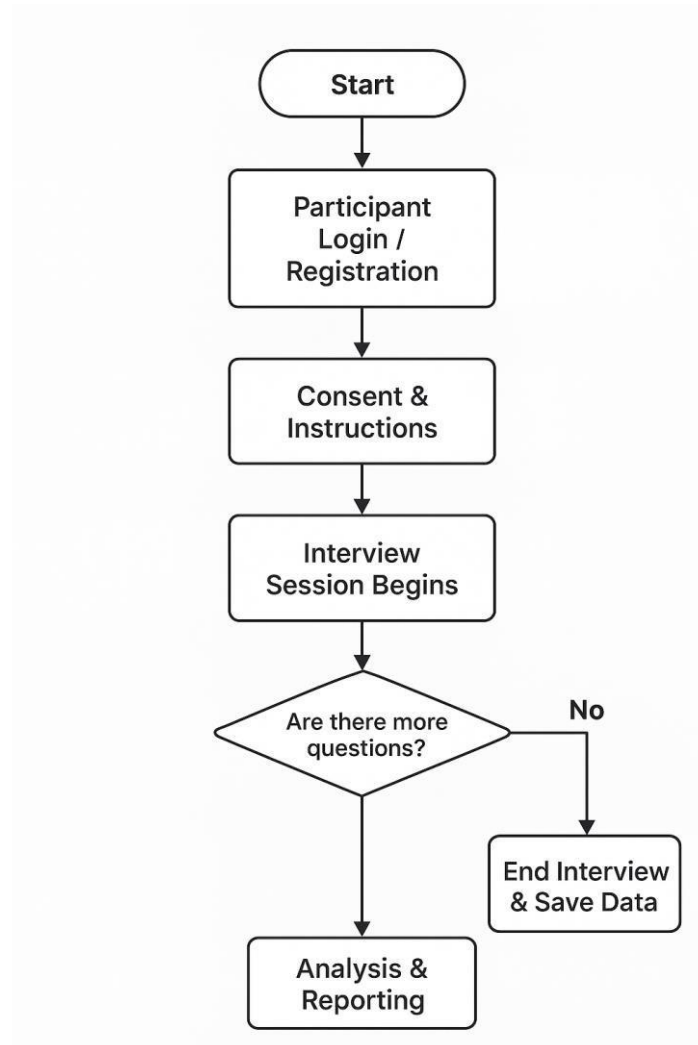 Start
Participant
Login /
Registration
Consent &
Instructions
Interview
Session Begins
Are there more
questions?
No
End Interview
& Save Data
Analysis &
Reporting